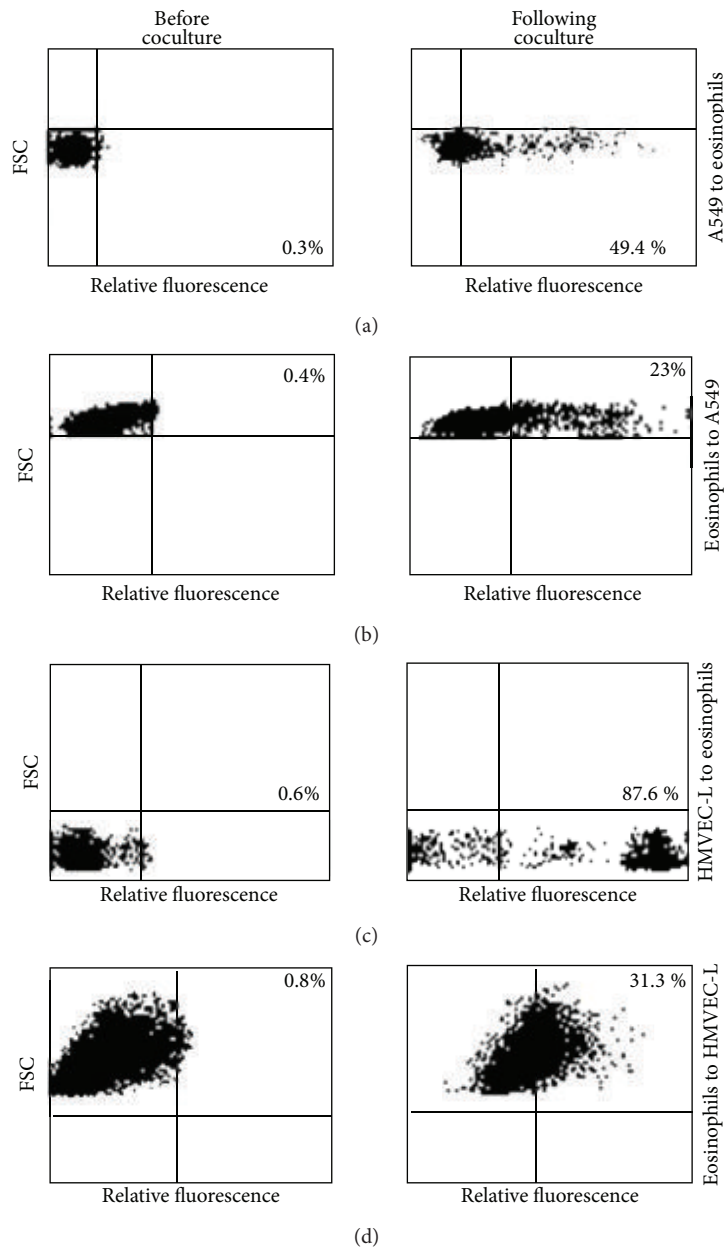 Before
coculture
Following
coculture
FSC
0.3%
49.4 %
A549 to eosinophils
Relative fluorescence
Relative fluorescence
(a)
FSC
0.4%
23%
Eosinophils to A549
Relative fluorescence
Relative fluorescence
(b)
FSC
0.6%
87.6 %
HMVEC-L to eosinophils
Relative fluorescence
Relative fluorescence
(c)
FSC
0.8%
31.3 %
Eosinophils to HMVEC-L
Relative fluorescence
Relative fluorescence
(d)